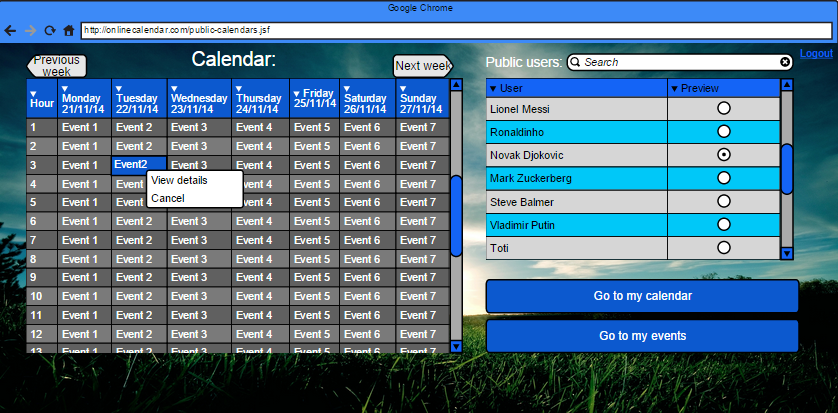 Google Chrome
http://onlinecalendar.com/public-calendars.jsf
Logout
Previous
week
Calendar:
Next week
Hour
Monday
21/11/14
Tuesday
22/11/14
Wednesday
23/11/14
Thursday
24/11/14
Friday
25/11/14
Saturday
26/11/14
Sunday
27/11/14
1 Event 1 Event 2 Event 3 Event 4 Event 5 Event 6 Event 7
2 Event 1 Event 2 Event 3 Event 4 Event 5 Event 6 Event 7
3 Event 1 Event2 Event 3 Event 4 Event 5 Event 6 Event 7
View details
Cancel
4 Event 1 Event 5 Event 6 Event 7
5 Event 1 Event 5 Event 6 Event 7
6 Event 1 Event 2 Event 3 Event 4 Event 5 Event 6 Event 7
7 Event 1 Event 2 Event 3 Event 4 Event 5 Event 6 Event 7
8 Event 1 Event 2 Event 3 Event 4 Event 5 Event 6 Event 7
9 Event 1 Event 2 Event 3 Event 4 Event 5 Event 6 Event 7
10 Event 1 Event 2 Event 3 Event 4 Event 5 Event 6 Event 7
11 Event 1 Event 2 Event 3 Event 4 Event 5 Event 6 Event 7
12 Event 1 Event 2 Event 3 Event 4 Event 5 Event 6 Event 7
13 Event 1 Event 2 Event 3 Event 4 Event 5 Event 6 Event 7
Public users:
Search
User Preview
Lionel Messi
Ronaldinho
Novak Djokovic
Mark Zuckerberg
Steve Balmer
Vladimir Putin
Toti
Go to my calendar
Go to my events